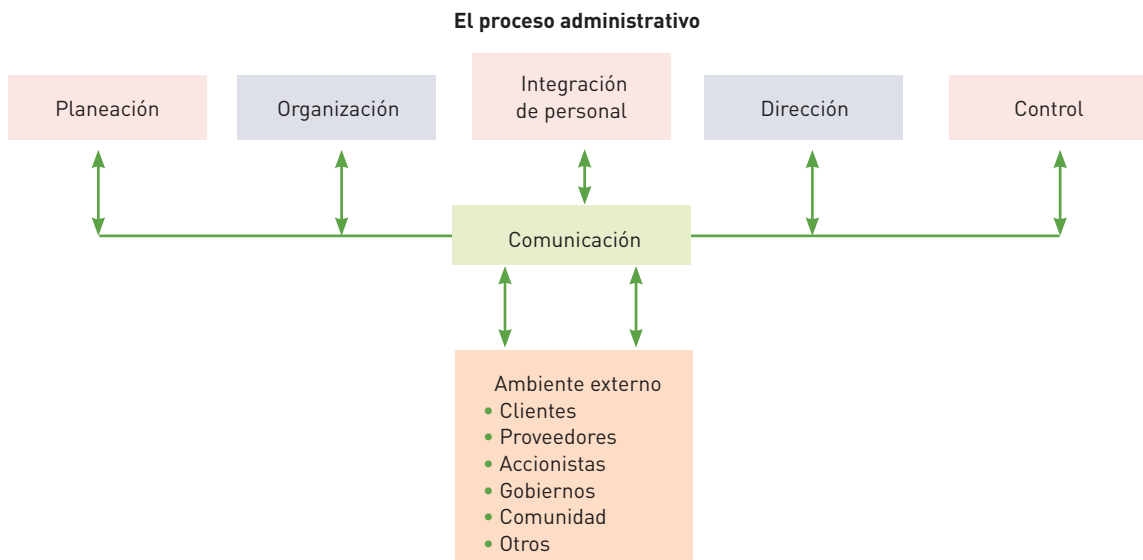 El proceso administrativo
Planeación
Organización
Integración
de personal
Dirección
Control
Comunicación
Ambiente externo
• Clientes
• Proveedores
• Accionistas
• Gobiernos
• Comunidad
• Otros